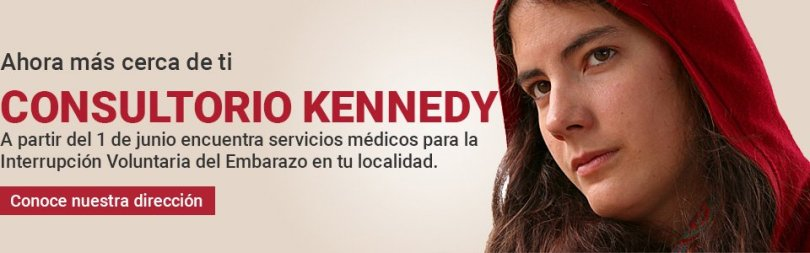 Ahora más cerca de ti
CONSULTORIO KENNEDY
A partir del 1 de junio encuentra servicios médicos para la
Interrupción Voluntaria del Embarazo en tu localidad.
Conoce nuestra dirección